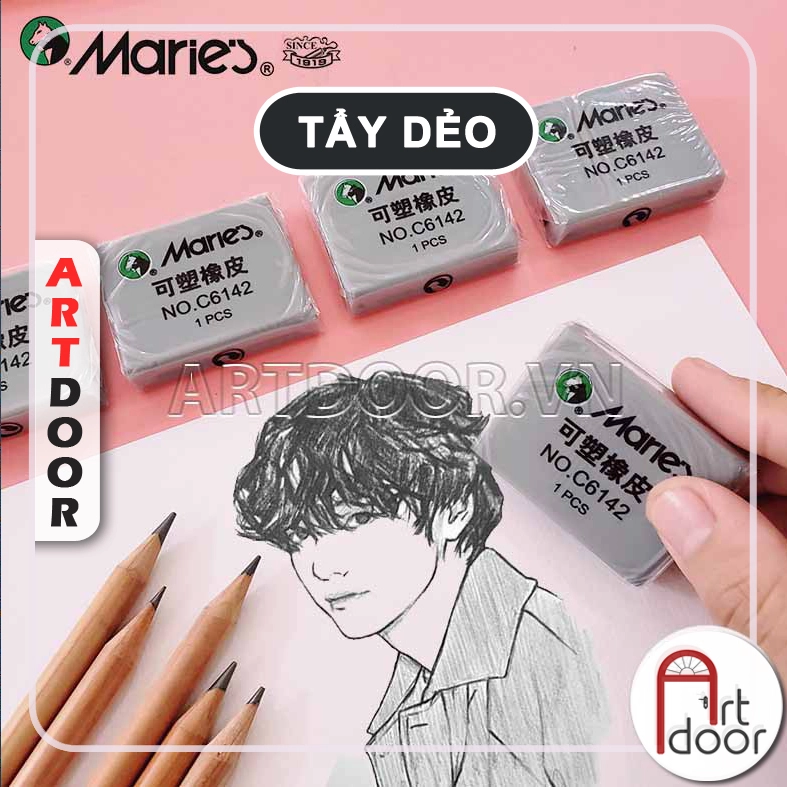 Marie's®
SINCE
1919
TẨY DẺO
Marie's®
可塑橡皮
NO.C6142
1 PCS
Marie's®
可塑橡皮
NO.C6142
1 PCS
Marie's®
可塑橡皮
NO.C6142
1 PCS
ARTDOOR
ARTDOOR.VN
Marie's
可塑橡皮
NO.C6142
1 PCS
Art
door